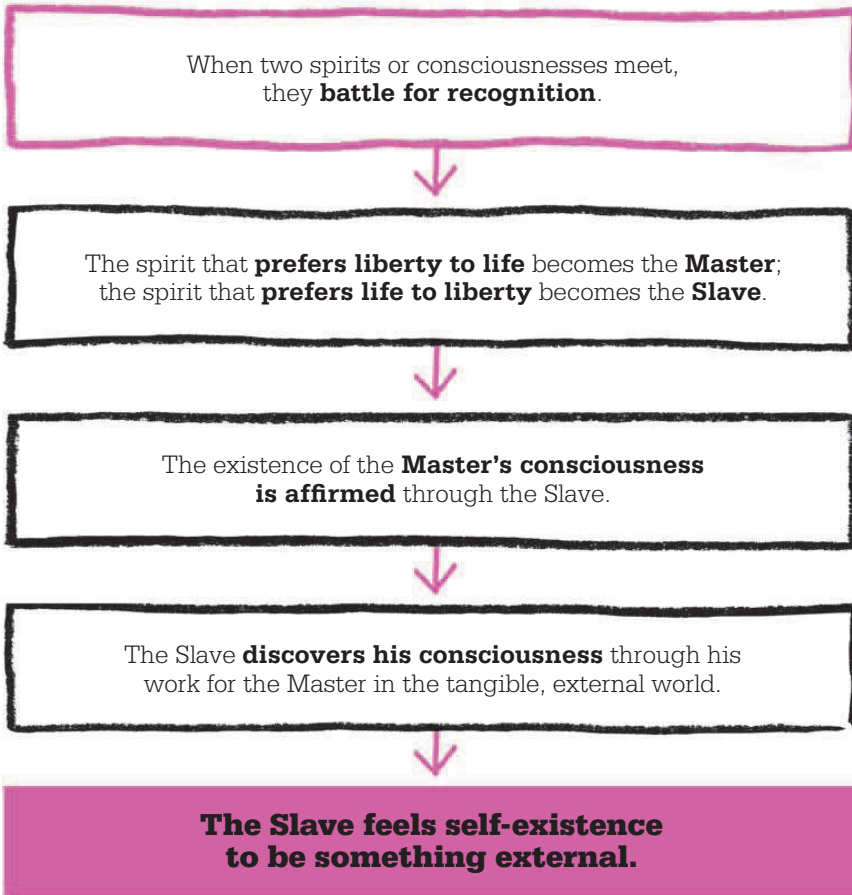 When two spirits or consciousnesses meet,
they battle for recognition.
The spirit that prefers liberty to life becomes the Master;
the spirit that prefers life to liberty becomes the Slave.
The existence of the Master’s consciousness
is affirmed through the Slave.
The Slave discovers his consciousness through his
work for the Master in the tangible, external world.
The Slave feels self-existence
to be something external.